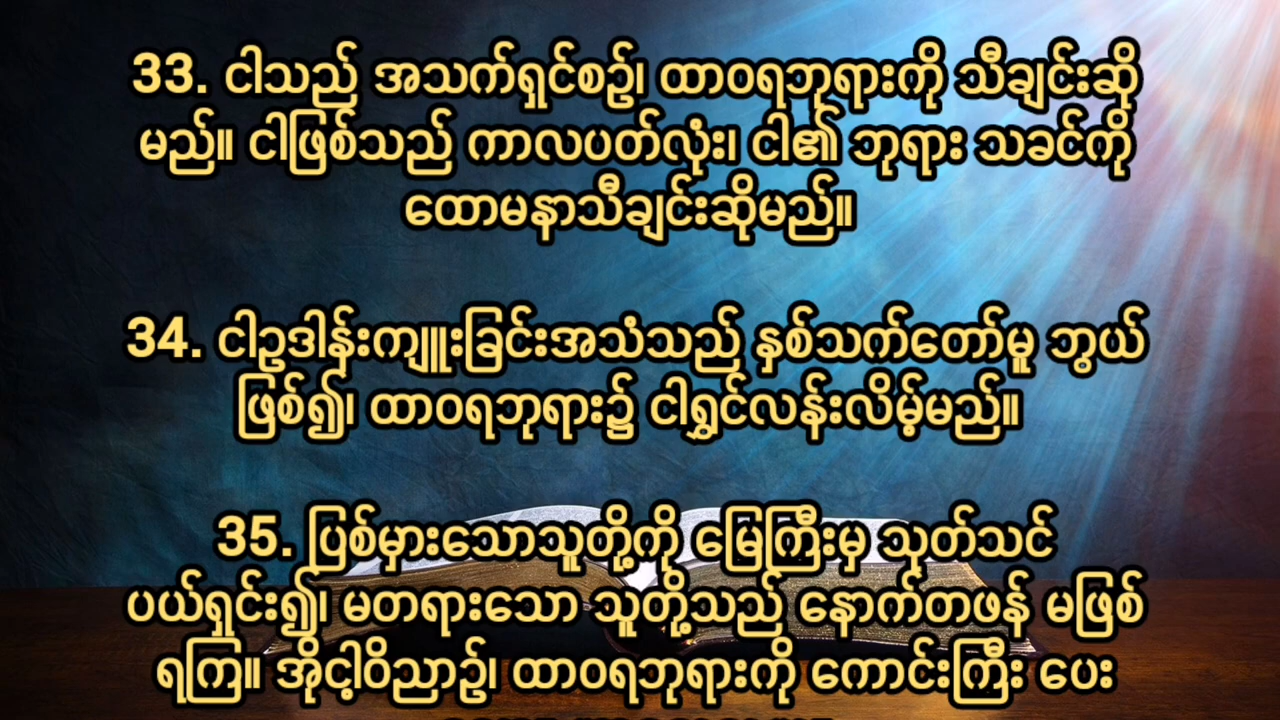 33. ငါသည် အသက်ရှင်စဉ်၊ ထာဝရဘုရားကို သီချင်းဆို
မည်။ ငါဖြစ်သည် ကာလပတ်လုံး၊ ငါ၏ ဘုရား သခင်ကို
ထောမနာသီချင်းဆိုမည်။
34. ငါဥဒါန်းကျူးခြင်းအသံသည် နှစ်သက်တော်မူ ဘွယ်
ဖြစ်၍၊ ထာဝရဘုရား၌ ငါရွှင်လန်းလိမ့်မည်။
35. ပြစ်မှားသောသူတို့ကို မြေကြီးမှ သုတ်သင်
ပယ်ရှင်း၍၊ မတရားသော သူတို့သည် နောက်တဖန် မဖြစ်
ရကြ။ အိုငါ့ဝိညာဉ်၊ ထာဝရဘုရားကို ကောင်းကြီး ပေး